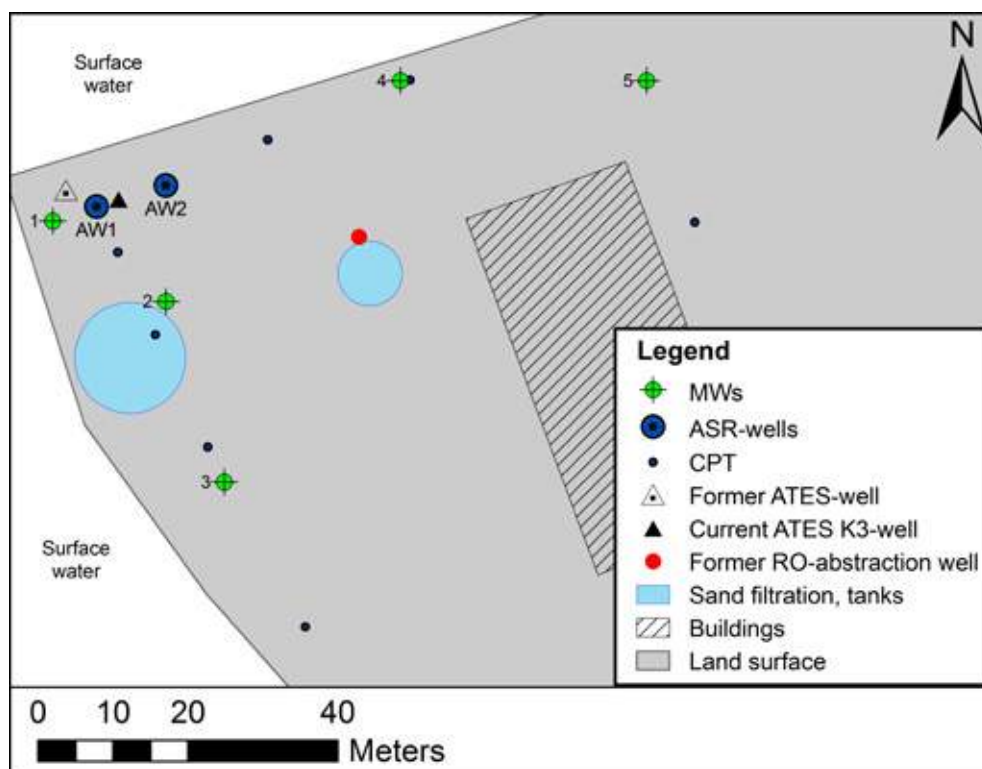 Surface
water
N
4
5
1
AW1
AW2
2
3
Surface
water
Legend
MWs
ASR-wells
CPT
Former ATES-well
Current ATES K3-well
Former RO-abstraction well
Sand filtration, tanks
Buildings
Land surface
0 10 20 40
Meters